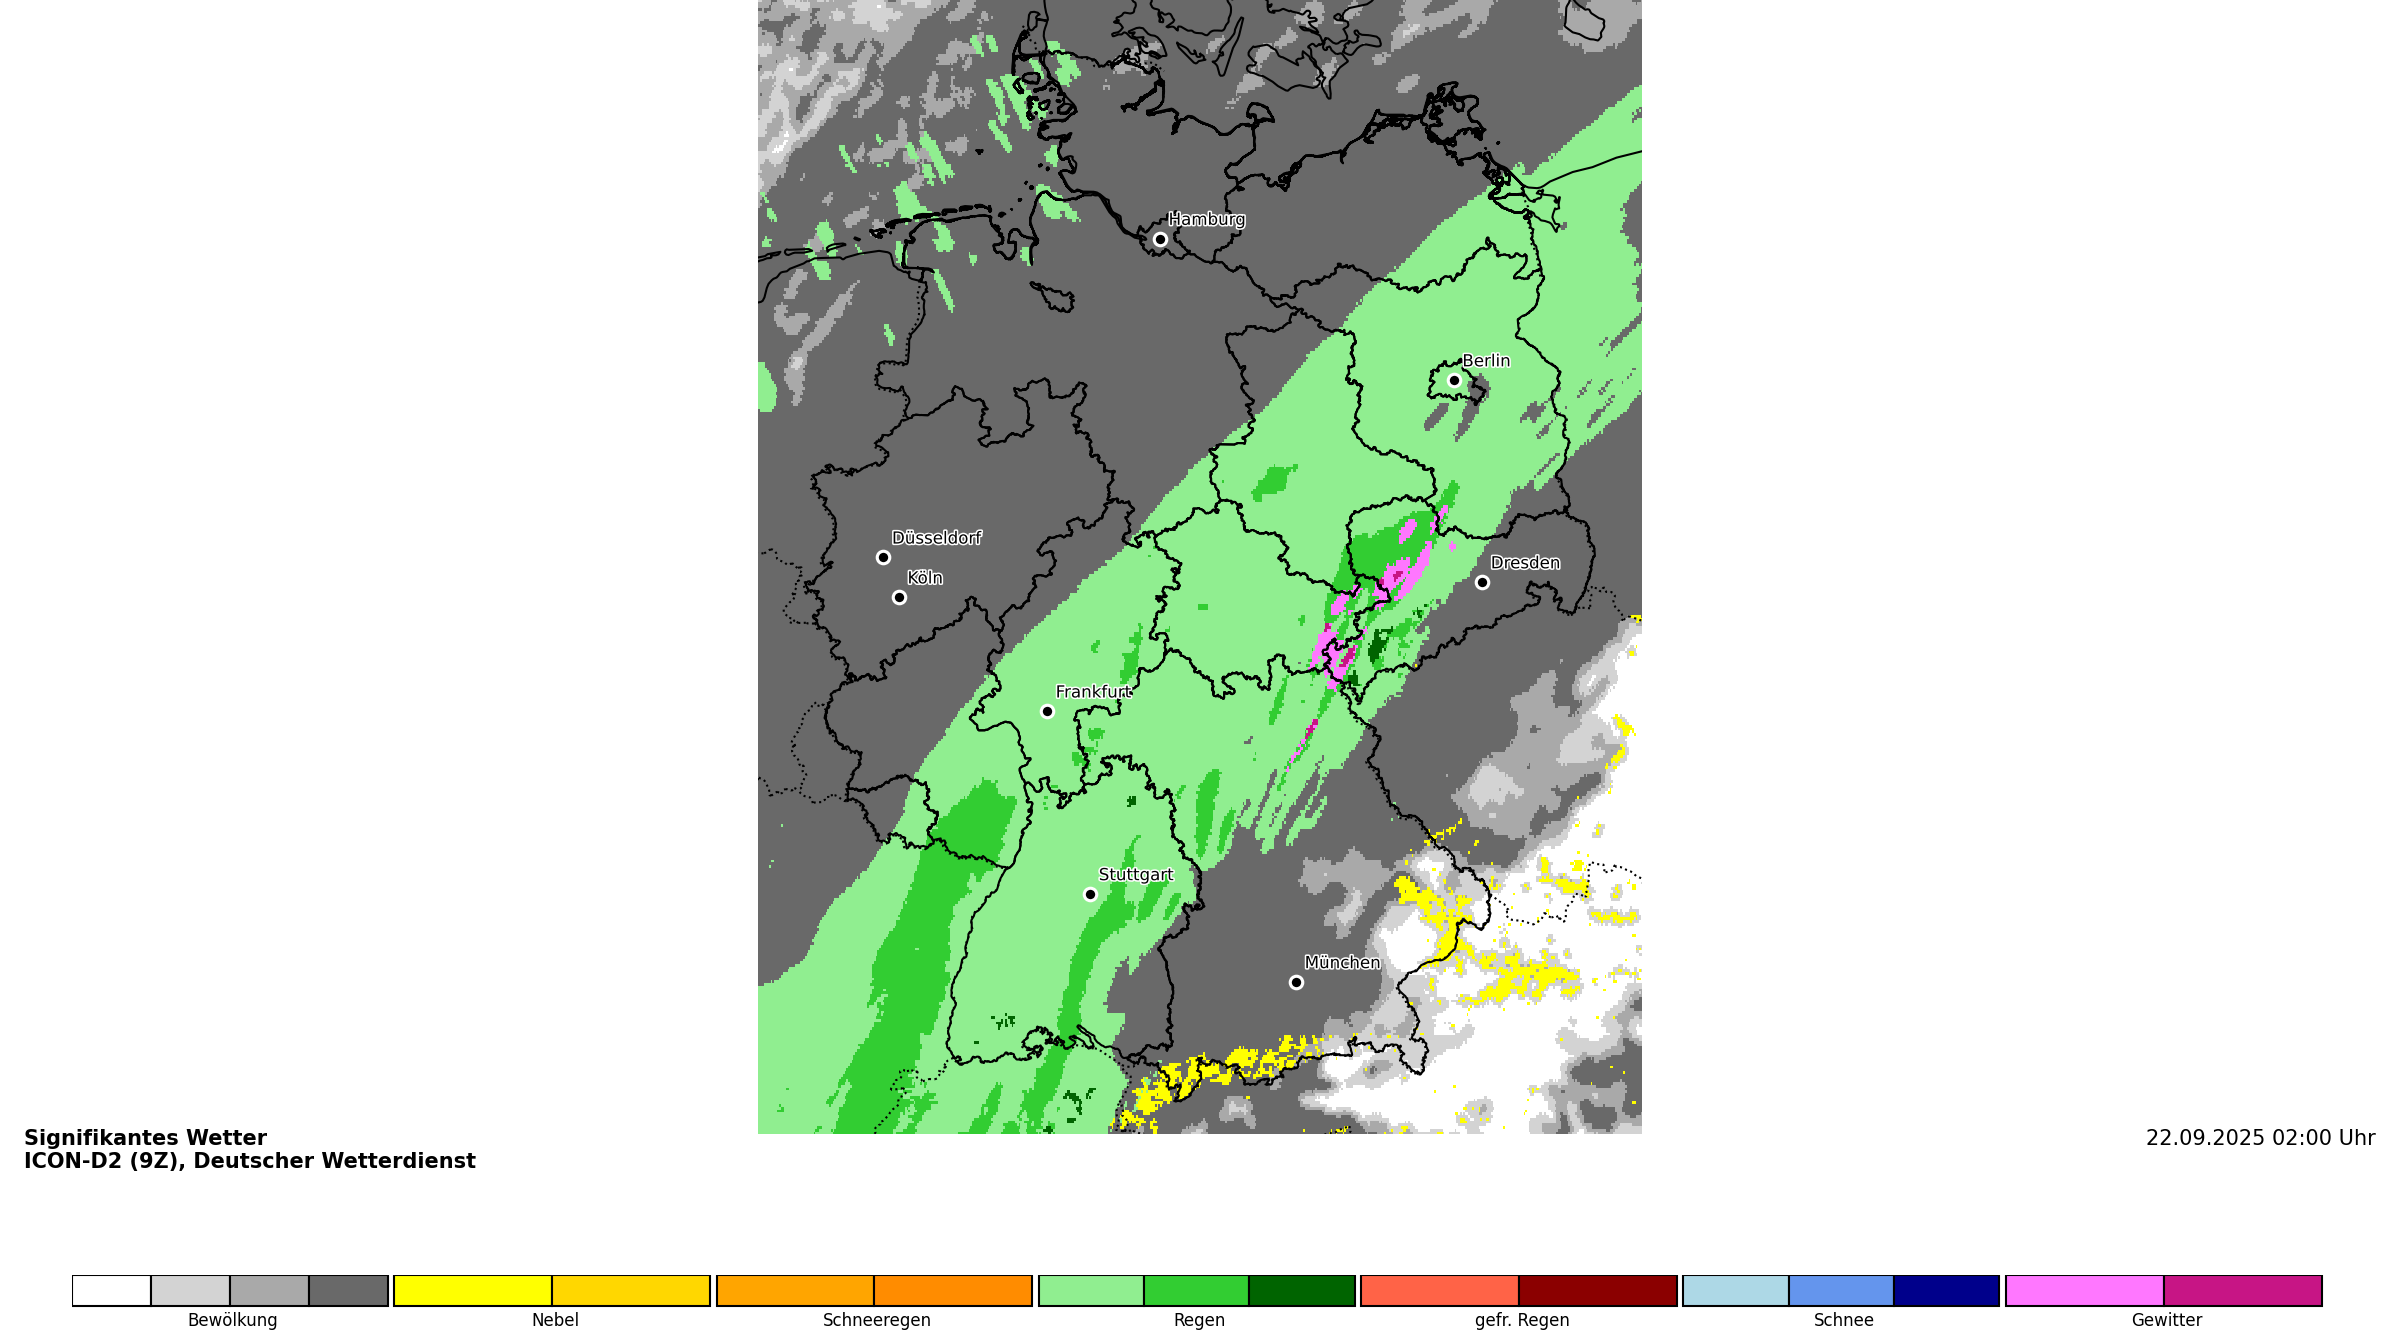 Hamburg
Berlin
Düsseldorf
Dresden
Köln
Frankfurt
Stuttgart
München
Signifikantes Wetter
ICON-D2 (9Z), Deutscher Wetterdienst
22.09.2025 02:00 Uhr
Bewölkung
Nebel
Schneeregen
Regen
gefr. Regen
Schnee
Gewitter